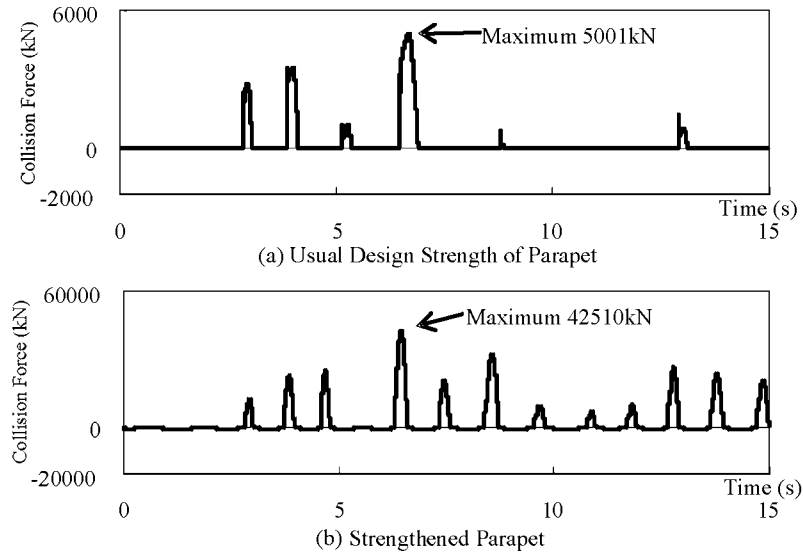 6000
Maximum 5001kN
Collision Force (kN)
0
-2000
Time (s)
0 5 10 15
(a) Usual Design Strength of Parapet
60000
Maximum 42510kN
Collision Force (kN)
0
-20000
Time (s)
0 5 10 15
(b) Strengthened Parapet